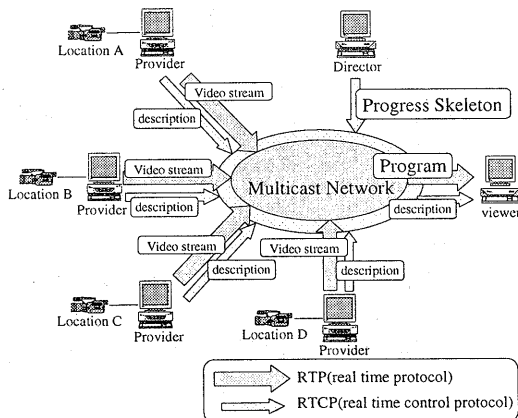 Location A
Provider
Director
Video stream
description
Progress Skeleton
Location B
Provider
Video stream
description
Multicast Network
Program
description
viewer
Video stream
description
Video stream
description
Location C
Provider
Location D
Provider
RTP(real time protocol)
RTCP(real time control protocol)